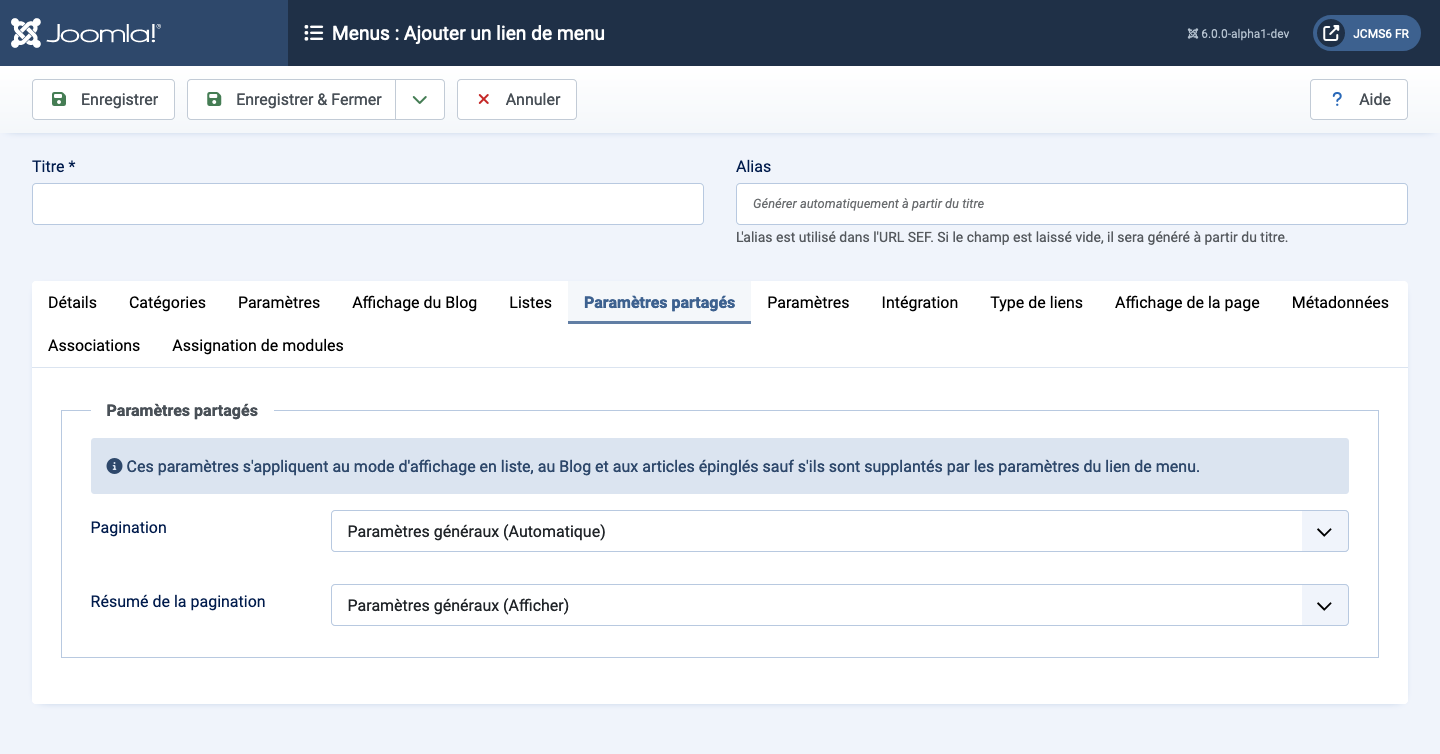 Joomla!® Menus : Ajouter un lien de menu 6.0.0-alpha1-dev JCMS6 FR
Enregistrer Enregistrer & Fermer Annuler ? Aide
Titre * Alias
Générer automatiquement à partir du titre
L'alias est utilisé dans l'URL SEF. Si le champ est laissé vide, il sera généré à partir du titre.
Détails Catégories Paramètres Affichage du Blog Listes Paramètres partagés Paramètres Intégration Type de liens Affichage de la page Métadonnées
Associations Assignation de modules
Paramètres partagés
Ces paramètres s'appliquent au mode d'affichage en liste, au Blog et aux articles épinglés sauf s'ils sont supplantés par les paramètres du lien de menu.
Pagination Paramètres généraux (Automatique)
Résumé de la pagination Paramètres généraux (Afficher)